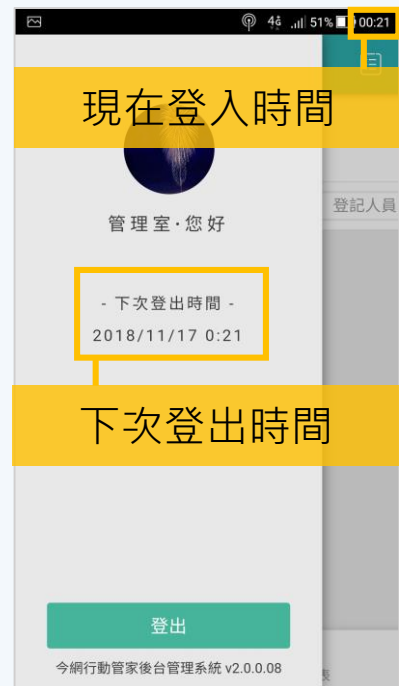 4G 51% 00:21
現在登入時間
登記人員
管理室·您好
- 下次登出時間 -
2018/11/17 0:21
下次登出時間
登出
今網行動管家後台管理系統 v2.0.0.08
表